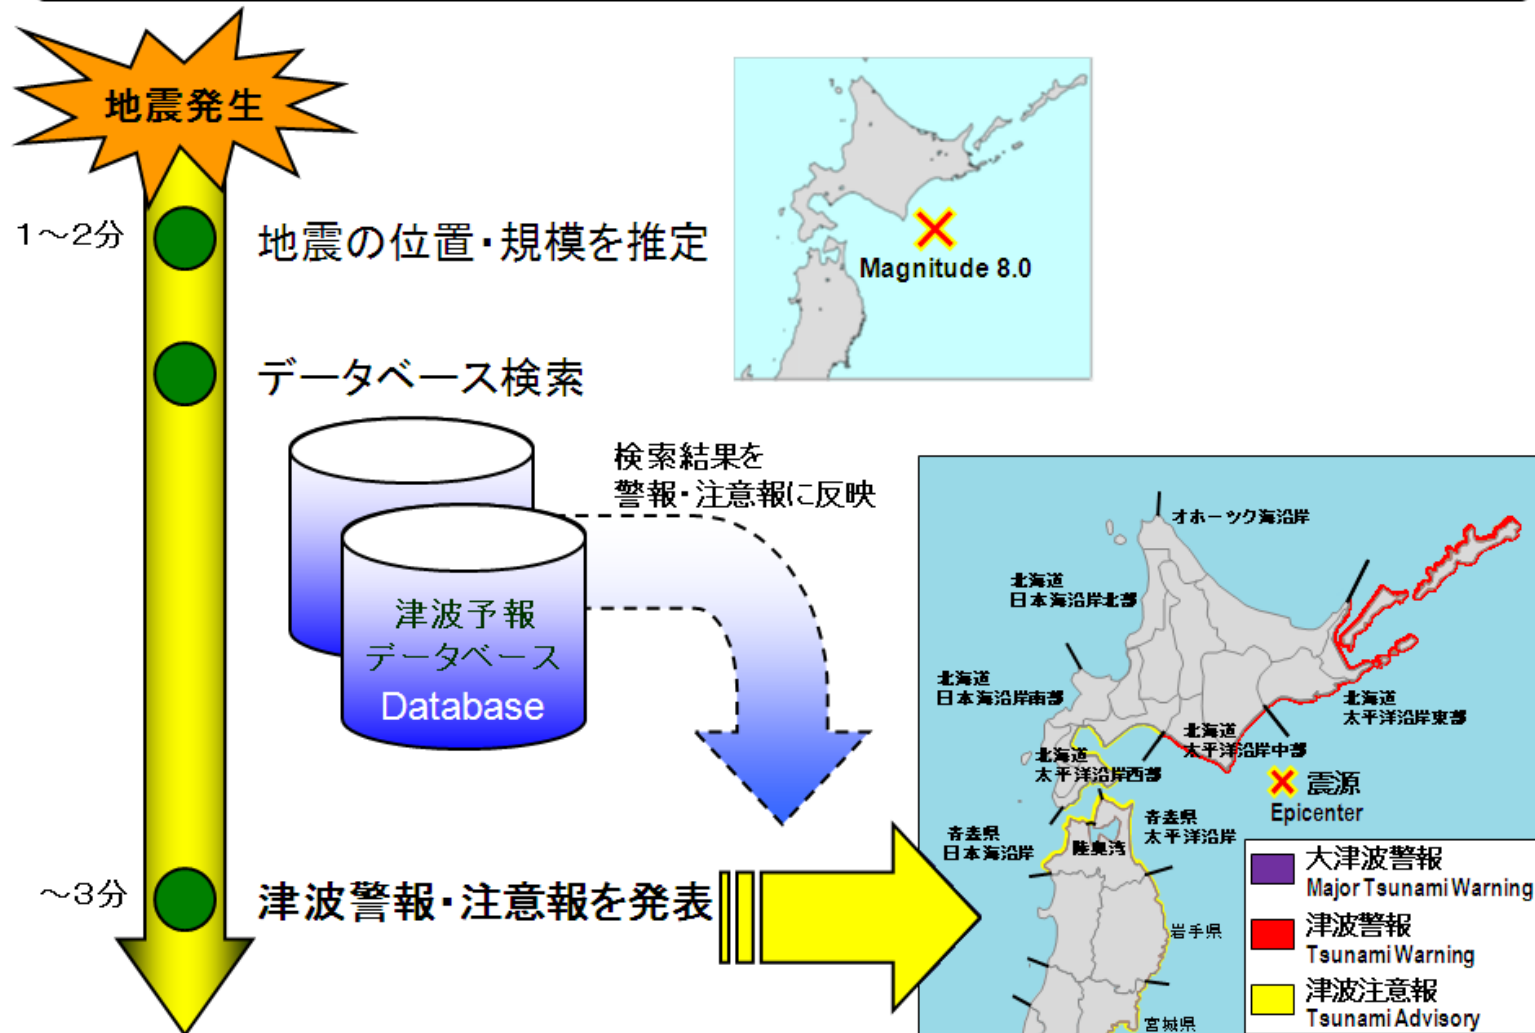 地震発生
1～2分
地震の位置・規模を推定
Magnitude 8.0
データベース検索
検索結果を
警報・注意報に反映
津波予報
データベース
Database
オホーツク海沿岸
北海道
日本海沿岸北部
北海道
日本海沿岸南部
北海道
太平洋沿岸東部
北海道
太平洋沿岸中部
北海道
太平洋沿岸西部
震源
Epicenter
青森県
日本海沿岸
陸奥湾
青森県
太平洋沿岸
～3分
津波警報・注意報を発表
岩手県
宮城県
大津波警報
Major Tsunami Warning
津波警報
Tsunami Warning
津波注意報
Tsunami Advisory